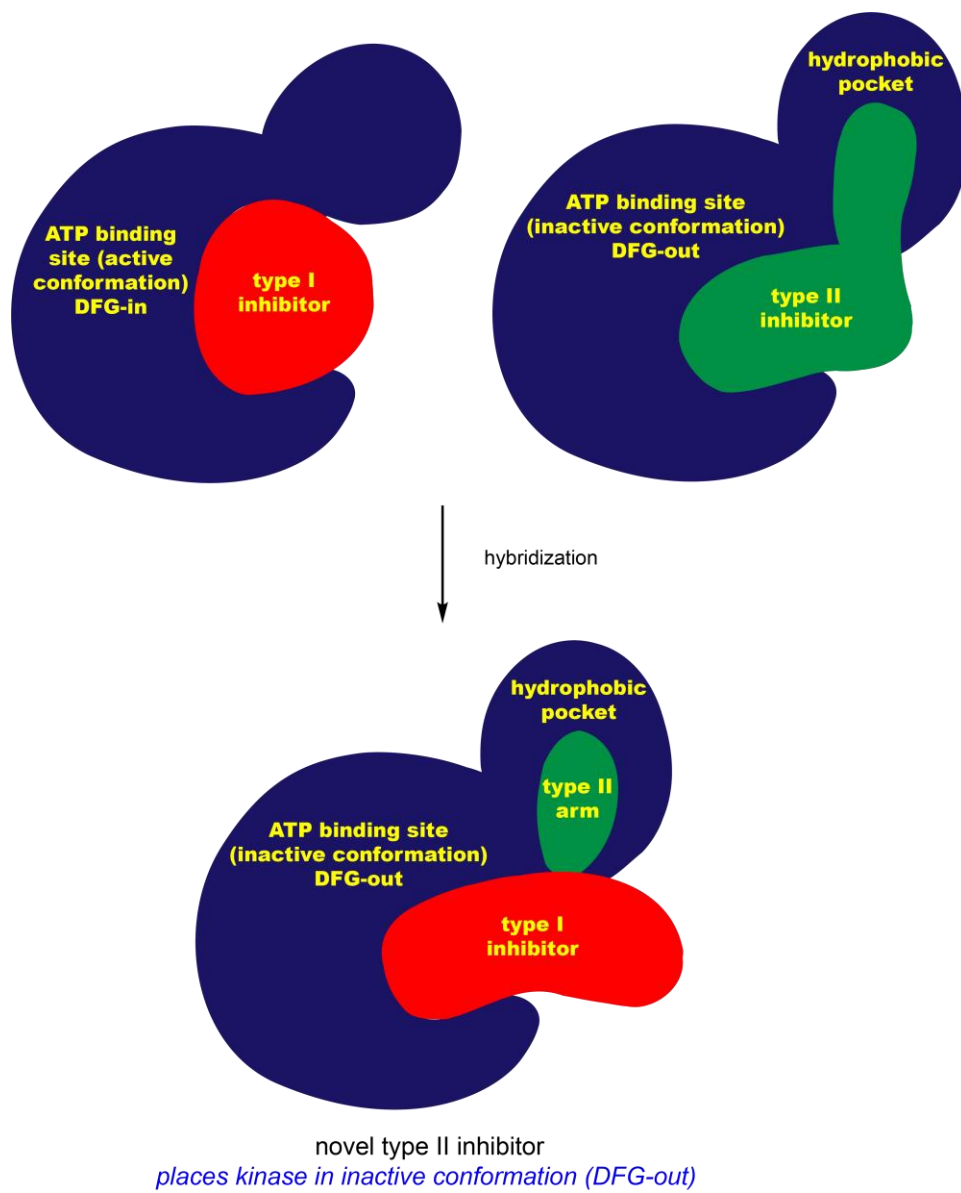 ATP binding
site (active
conformation)
DFG-in
type I
inhibitor
hydrophobic
pocket
ATP binding site
(inactive conformation)
DFG-out
type II
inhibitor
hybridization
hydrophobic
pocket
type II
arm
ATP binding site
(inactive conformation)
DFG-out
type I
inhibitor
novel type II inhibitor
places kinase in inactive conformation (DFG-out)